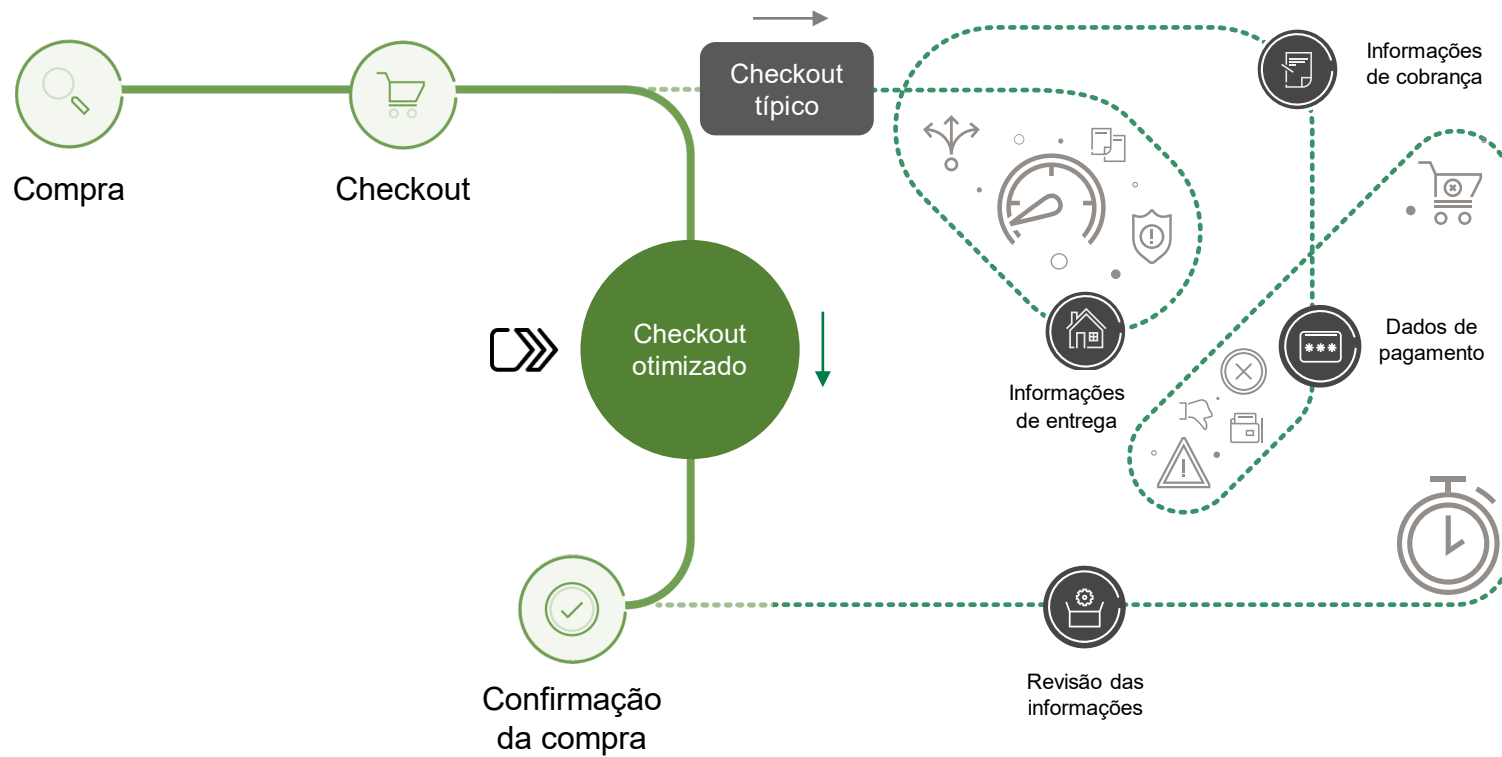 Compra
Checkout
Checkout
típico
Informações
de cobrança
Checkout
otimizado
Dados de
pagamento
Informações
de entrega
Confirmação
da compra
Revisão das
informações